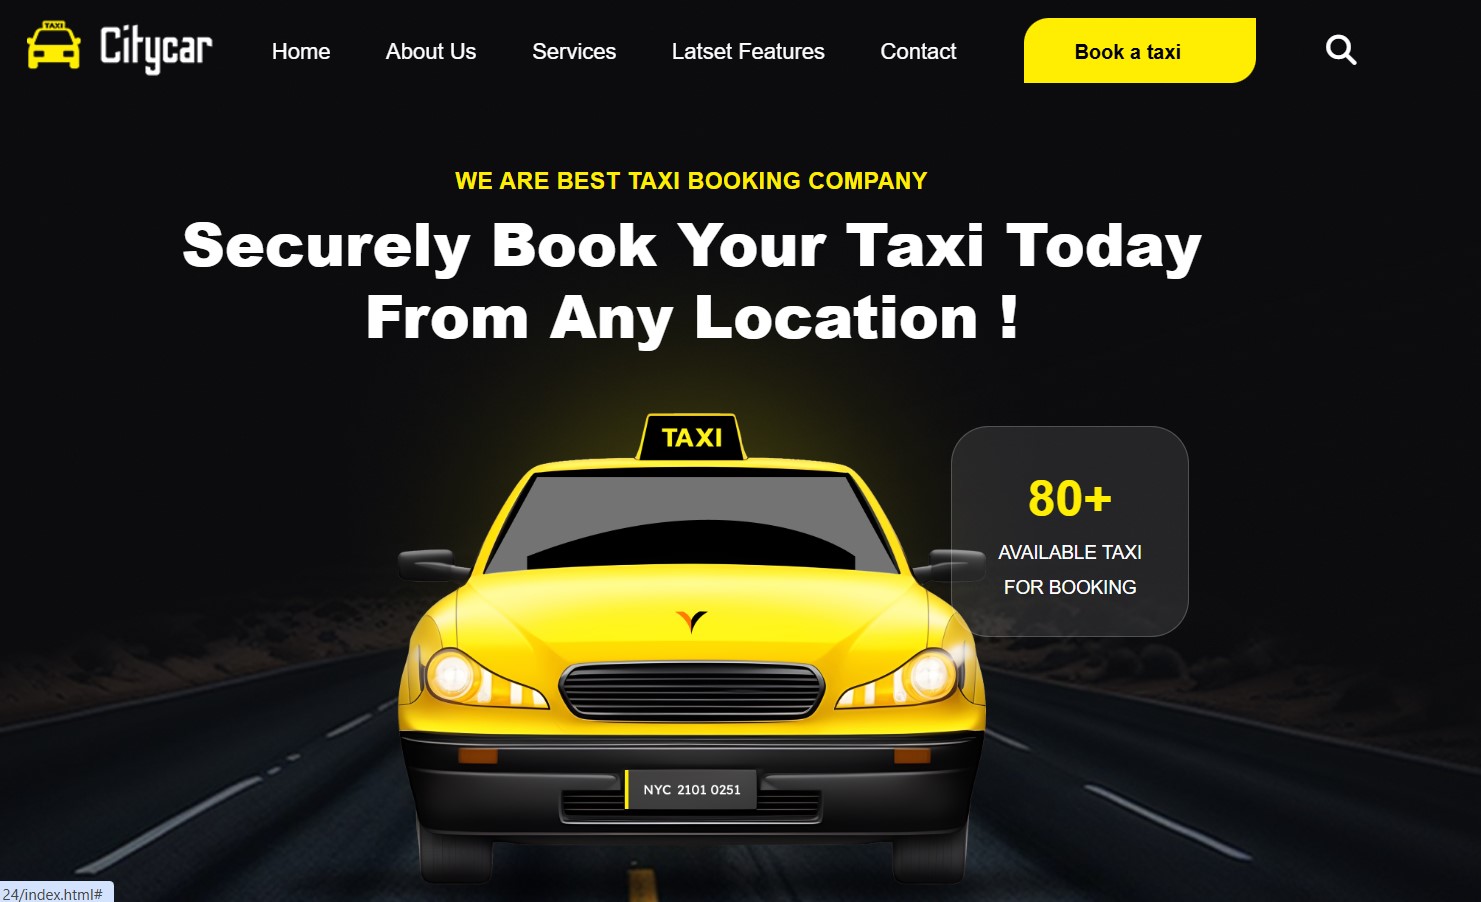 TAXI
Citycar
Home
About Us
Services
Latset Features
Contact
Book a taxi
WE ARE BEST TAXI BOOKING COMPANY
Securely Book Your Taxi Today
From Any Location !
TAXI
80+
AVAILABLE TAXI
FOR BOOKING
NYC 2101 0251
24/index.html#